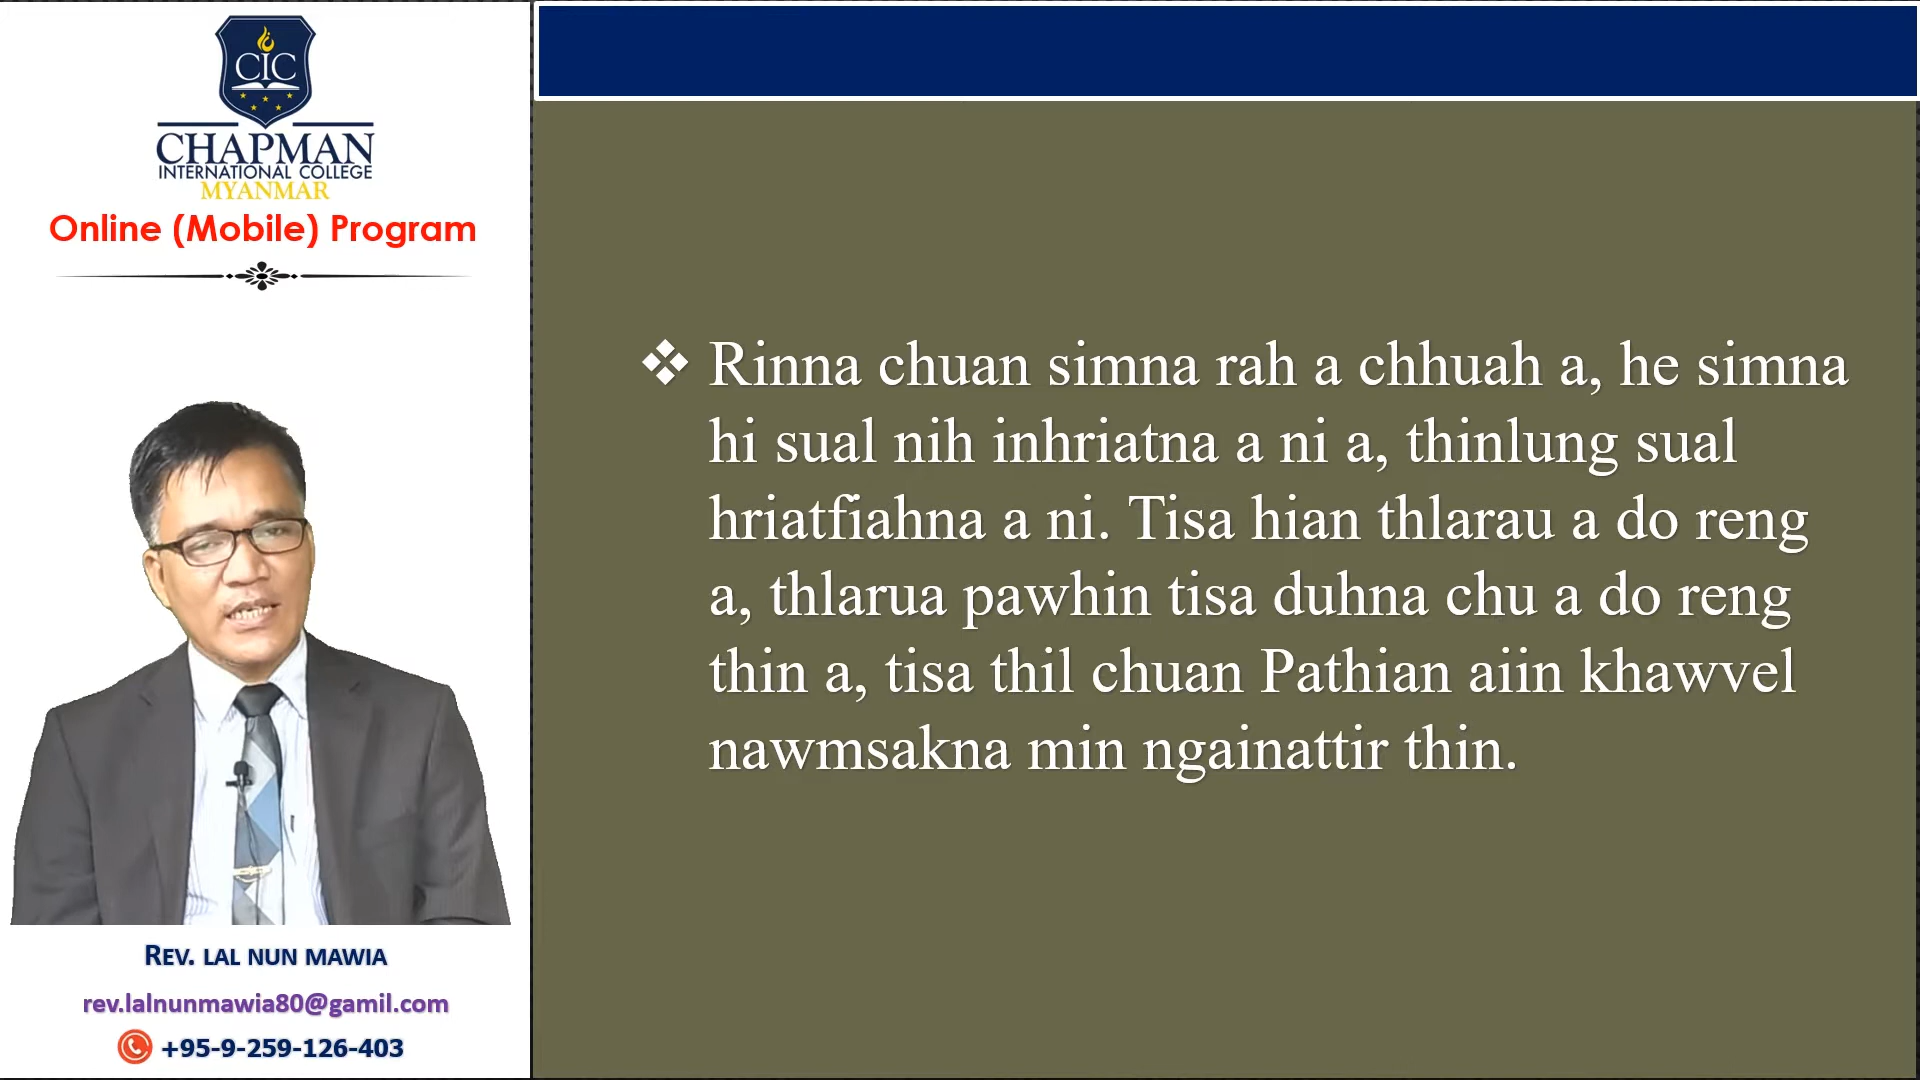 CIC
CHAPMAN
INTERNATIONAL COLLEGE
MYANMAR
Online (Mobile) Program
REV. LAL NUN MAWIA
rev.lalnunmawia80@gamil.com
+95-9-259-126-403
Rinna chuan simna rah a chhuah a, he simna
hi sual nih inhriatna a ni a, thinlung sual
hriatfiahna a ni. Tisa hian thlarau a do reng
a, thlarua pawhin tisa duhna chu a do reng
thin a, tisa thil chuan Pathian aiin khawvel
nawmsakna min ngainattir thin.